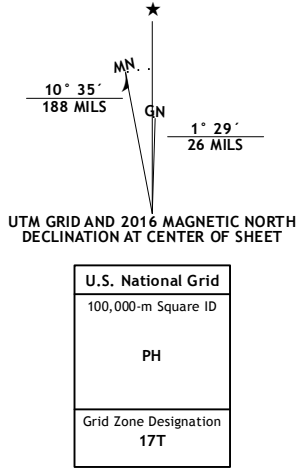 MN
GN
10° 35´
188 MILS
1° 29´
26 MILS
UTM GRID AND 2016 MAGNETIC NORTH
DECLINATION AT CENTER OF SHEET
U.S. National Grid
100,000-m Square ID
PH
Grid Zone Designation
17T